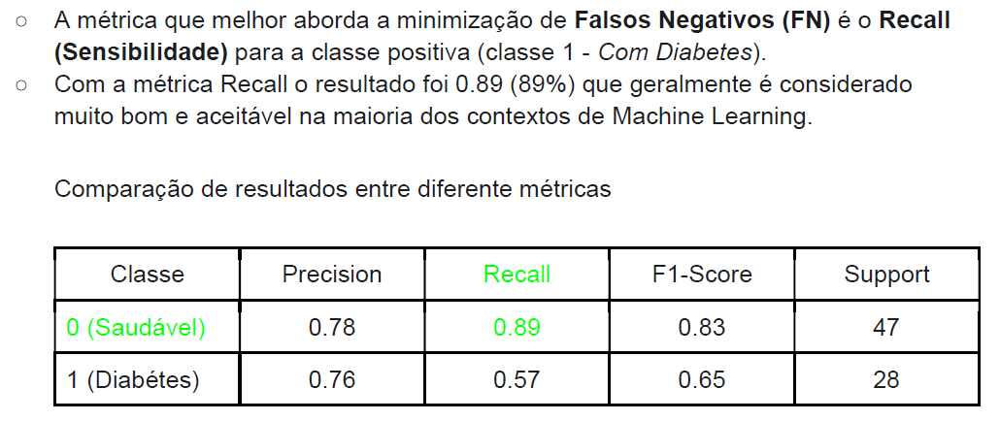 ○ A métrica que melhor aborda a minimização de Falsos Negativos (FN) é o Recall
(Sensibilidade) para a classe positiva (classe 1 - Com Diabetes).
○ Com a métrica Recall o resultado foi 0.89 (89%) que geralmente é considerado
muito bom e aceitável na maioria dos contextos de Machine Learning.
Comparação de resultados entre diferente métricas
Classe Precision Recall F1-Score Support
0 (Saudável) 0.78 0.89 0.83 47
1 (Diabétes) 0.76 0.57 0.65 28